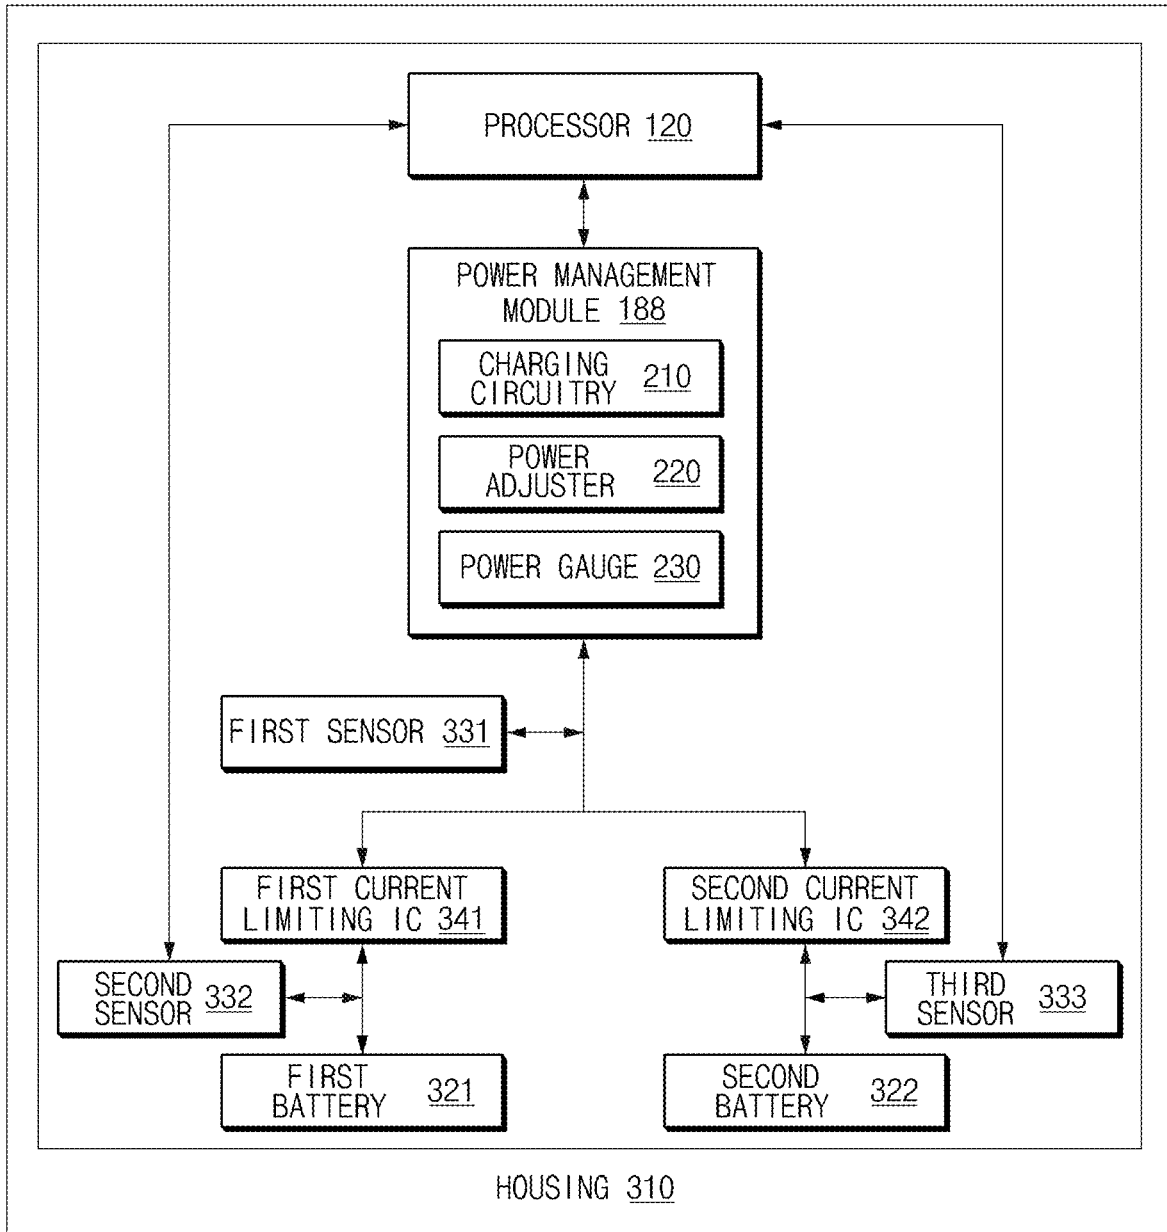 PROCESSOR 120
POWER MANAGEMENT
MODULE 188
CHARGING
CIRCUITRY 210
POWER
ADJUSTER 220
POWER GAUGE 230
FIRST SENSOR 331
FIRST CURRENT
LIMITING IC 341
SECOND CURRENT
LIMITING IC 342
SECOND
SENSOR 332
THIRD
SENSOR 333
FIRST
BATTERY 321
SECOND
BATTERY 322
HOUSING 310